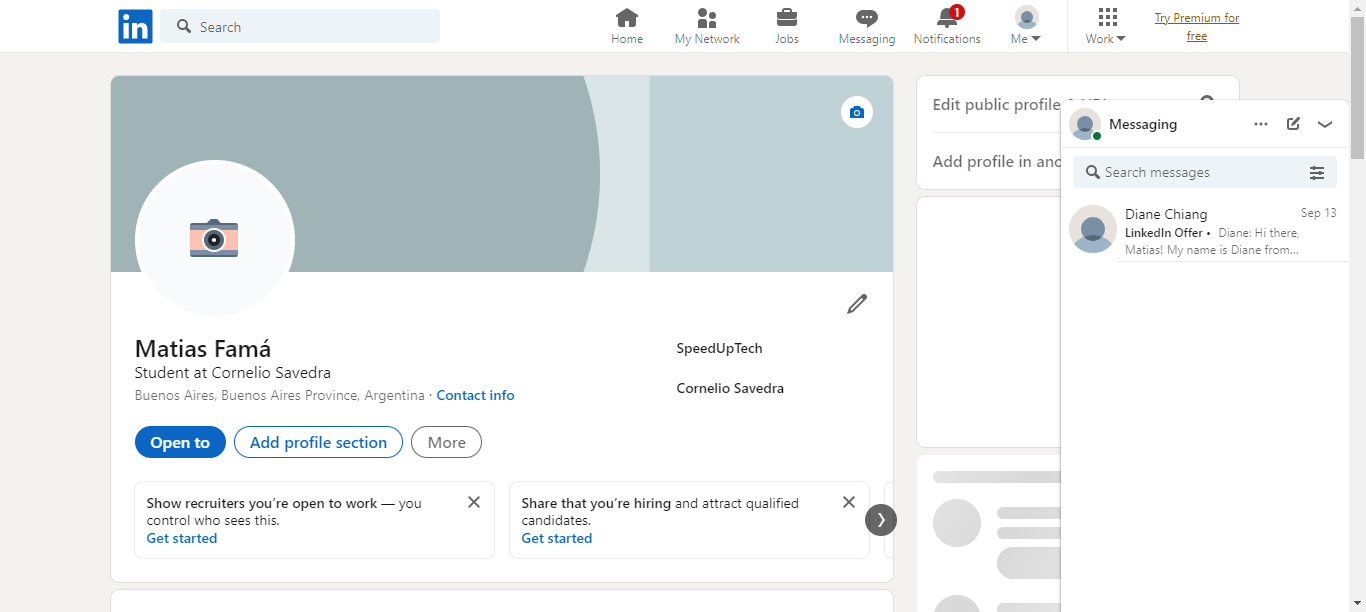 in
Search
Home
My Network
Jobs
Messaging
1
Notifications
Me
Work
Try Premium for
free
Edit public profile
Add profile in
Messaging
Search messages
Diane Chiang
Sep 13
LinkedIn Offer • Diane: Hi there,
Matias! My name is Diane from...
Matias Famá
Student at Cornelio Savedra
Buenos Aires, Buenos Aires Province, Argentina · Contact info
SpeedUpTech
Cornelio Savedra
Open to
Add profile section
More
Show recruiters you’re open to work — you
control who sees this.
Get started
Share that you’re hiring and attract qualified
candidates.
Get started